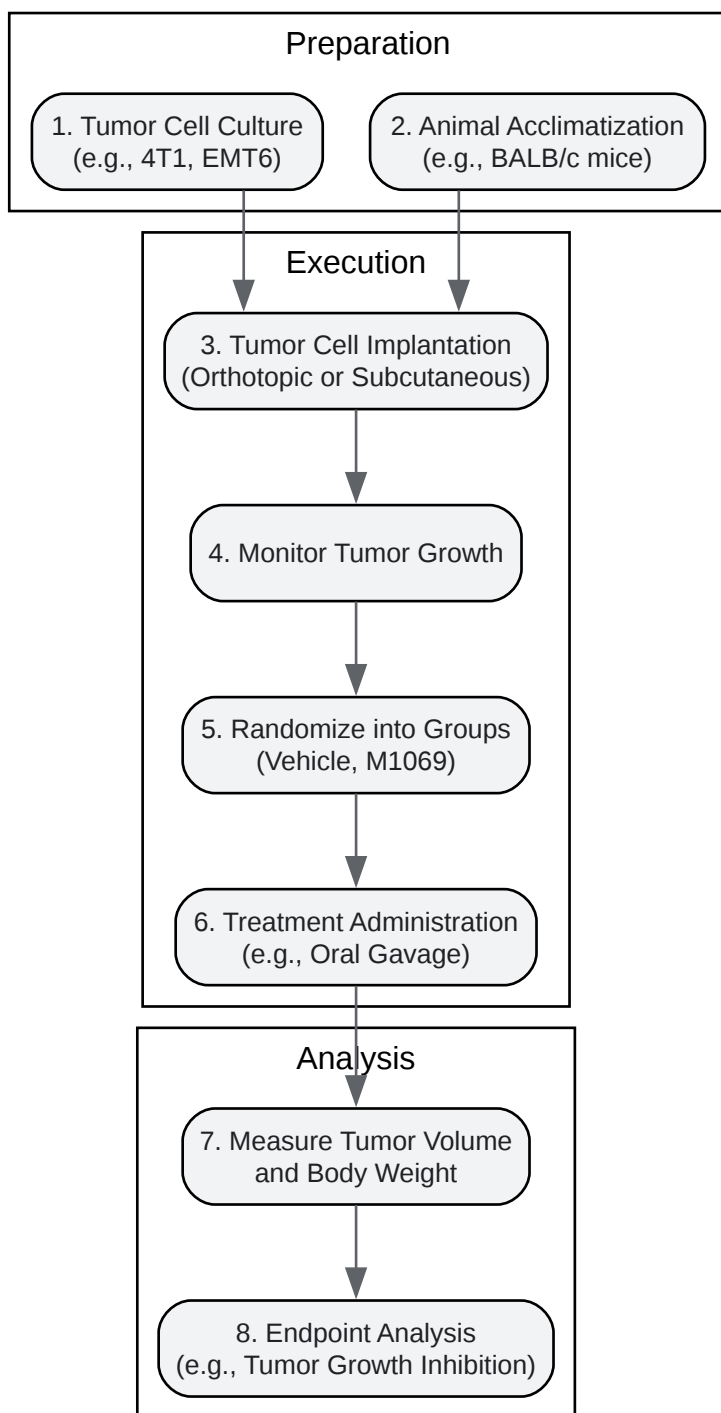 Preparation
1. Tumor Cell Culture
(e.g., 4T1, EMT6)
2. Animal Acclimatization
(e.g., BALB/c mice)
Execution
3. Tumor Cell Implantation
(Orthotopic or Subcutaneous)
4. Monitor Tumor Growth
5. Randomize into Groups
(Vehicle, M1069)
6. Treatment Administration
(e.g., Oral Gavage)
Analysis
7. Measure Tumor Volume
and Body Weight
8. Endpoint Analysis
(e.g., Tumor Growth Inhibition)